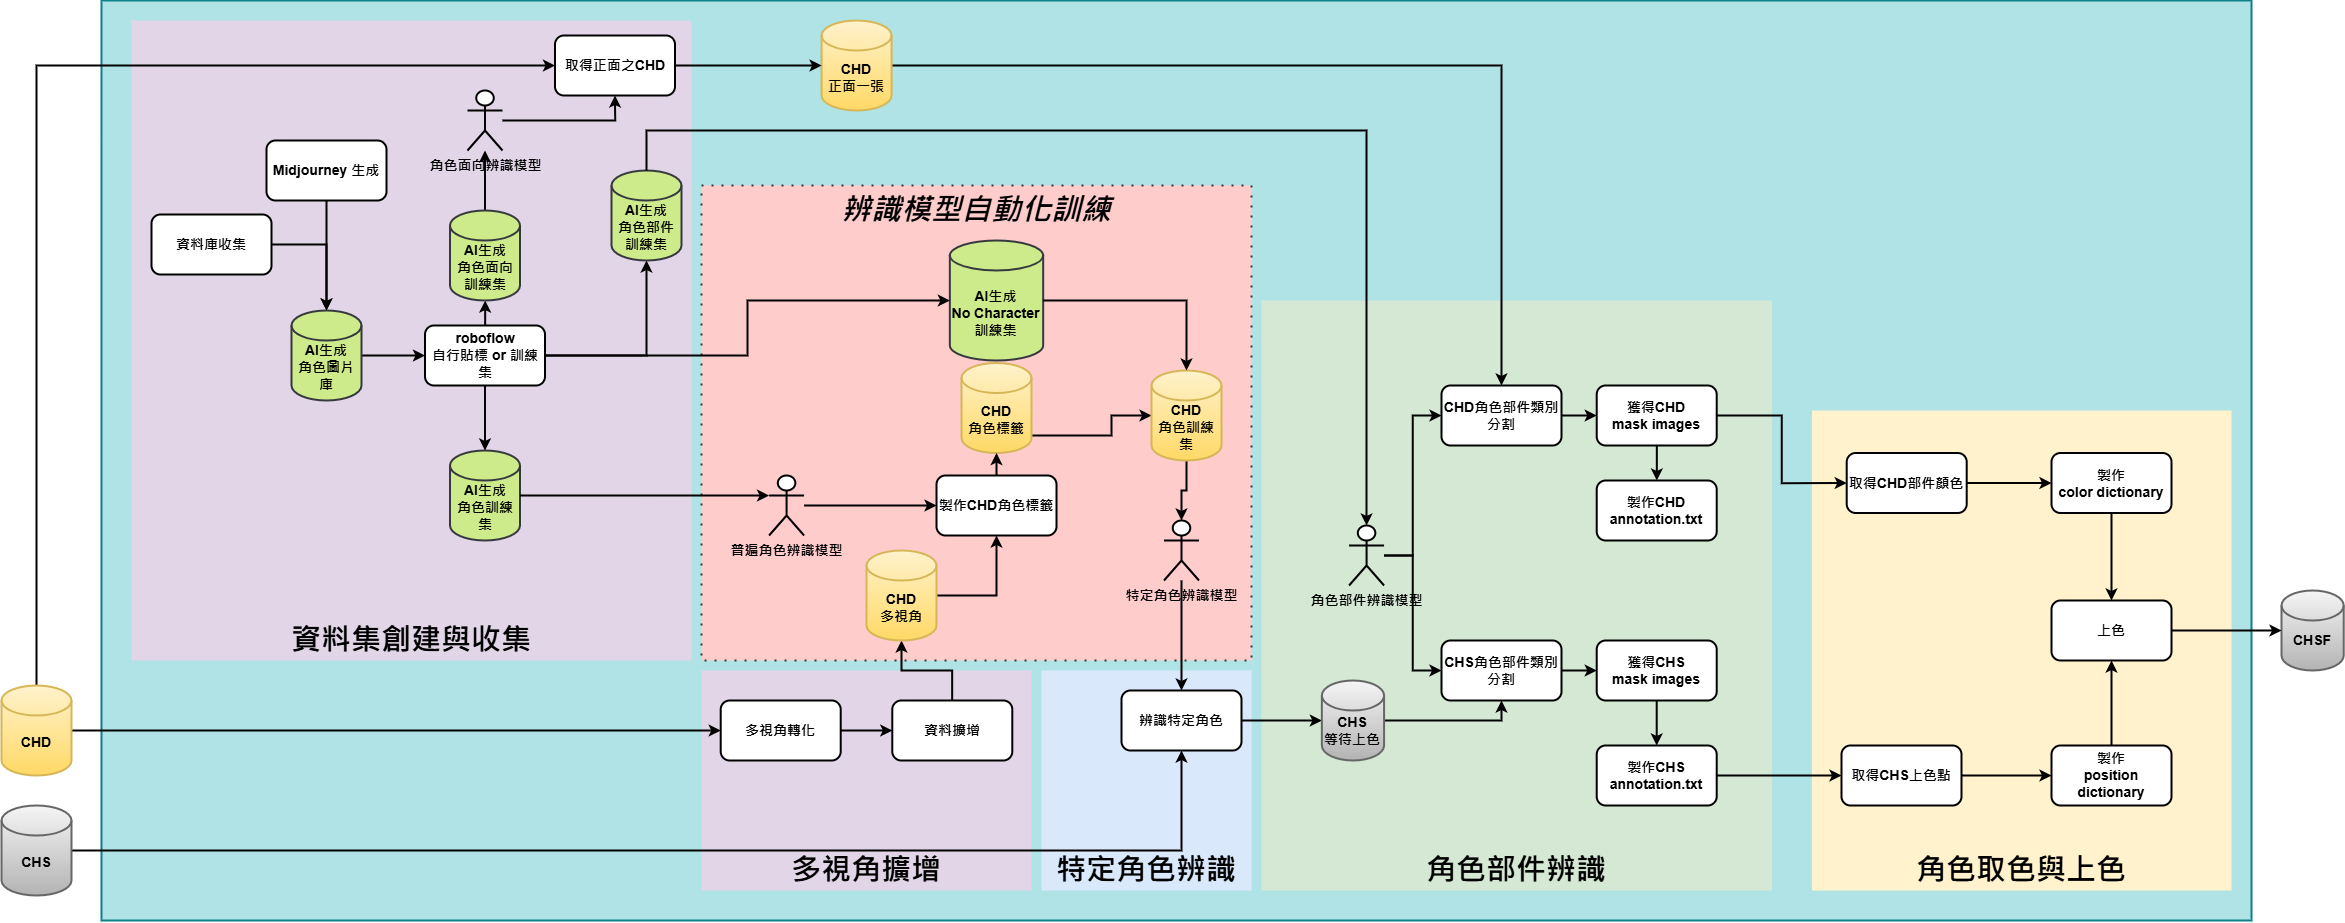 取得正面之CHD
CHD
正面一張
角色面向辨識模型
Midjourney 生成
資料庫收集
AI生成
角色面向
訓練集
AI生成
角色部件
訓練集
AI生成
角色圖片
庫
roboflow
自行貼標 or 訓練
集
AI生成
角色訓練
集
資料集創建與收集
辨識模型自動化訓練
AI生成
No Character
訓練集
CHD
角色標籤
CHD
角色訓練
集
普遍角色辨識模型
製作CHD角色標籤
CHD
多視角
特定角色辨識模型
CHD
CHS
多視角轉化
資料擴增
多視角擴增
辨識特定角色
特定角色辨識
CHS
等待上色
角色部件辨識模型
CHD角色部件類別
分割
獲得CHD
mask images
製作CHD
annotation.txt
CHS角色部件類別
分割
獲得CHS
mask images
製作CHS
annotation.txt
角色部件辨識
取得CHD部件顏色
製作
color dictionary
上色
取得CHS上色點
製作
position
dictionary
角色取色與上色
CHSF